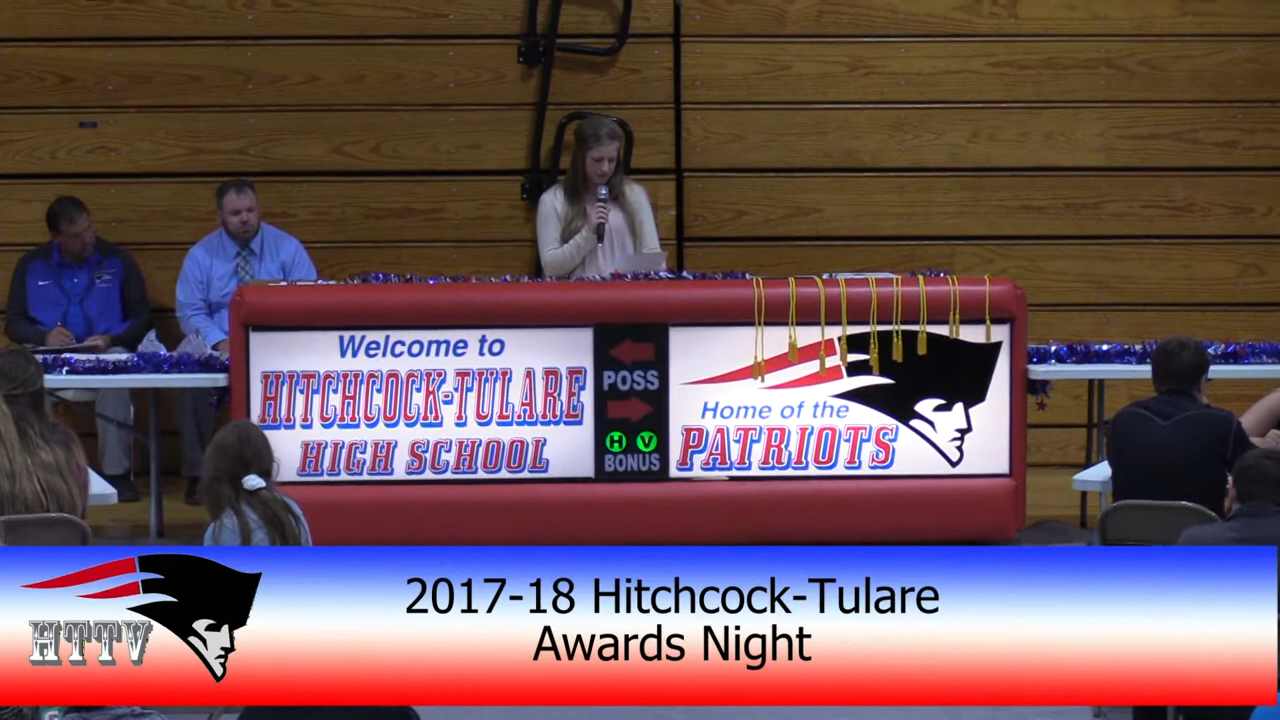 Welcome to
HITCHCOCK-TULARE
HIGH SCHOOL
POSS
H V
BONUS
Home of the
PATRIOTS
HTTV
2017-18 Hitchcock-Tulare
Awards Night